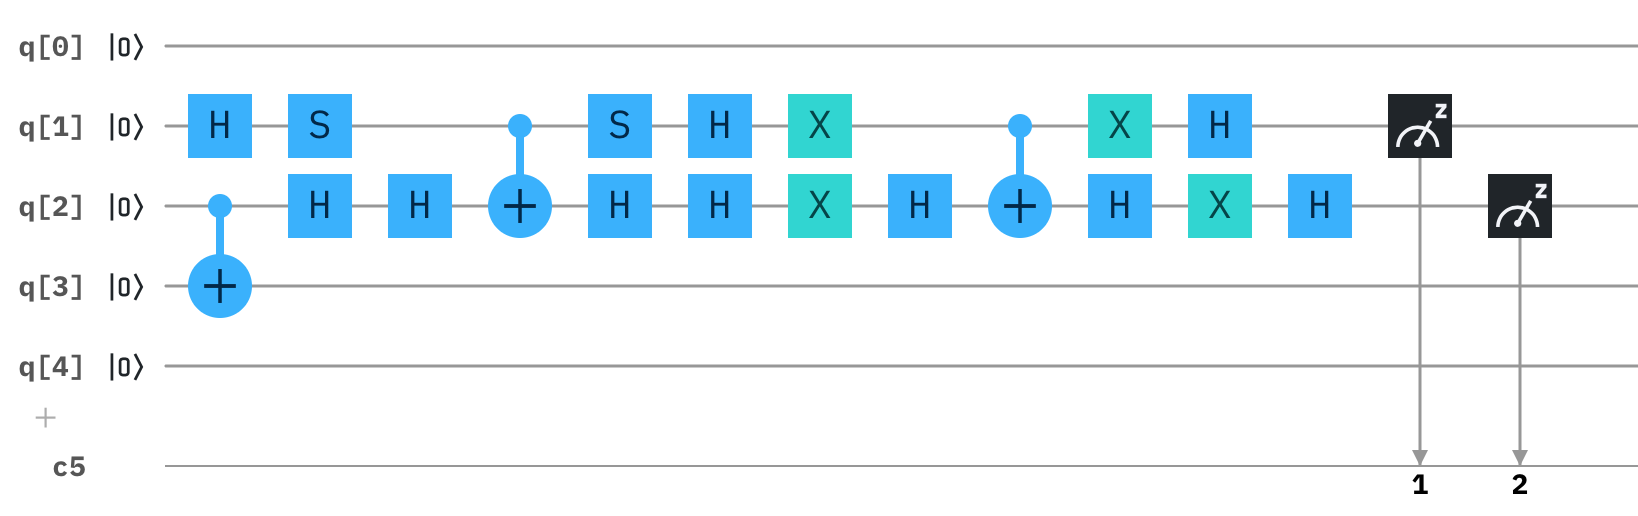 q[0] |0⟩
q[1] |0⟩ H S S H X X H z
q[2] |0⟩ H H + H H X H + H X H z
q[3] |0⟩ +
q[4] |0⟩
+
c5
1 2